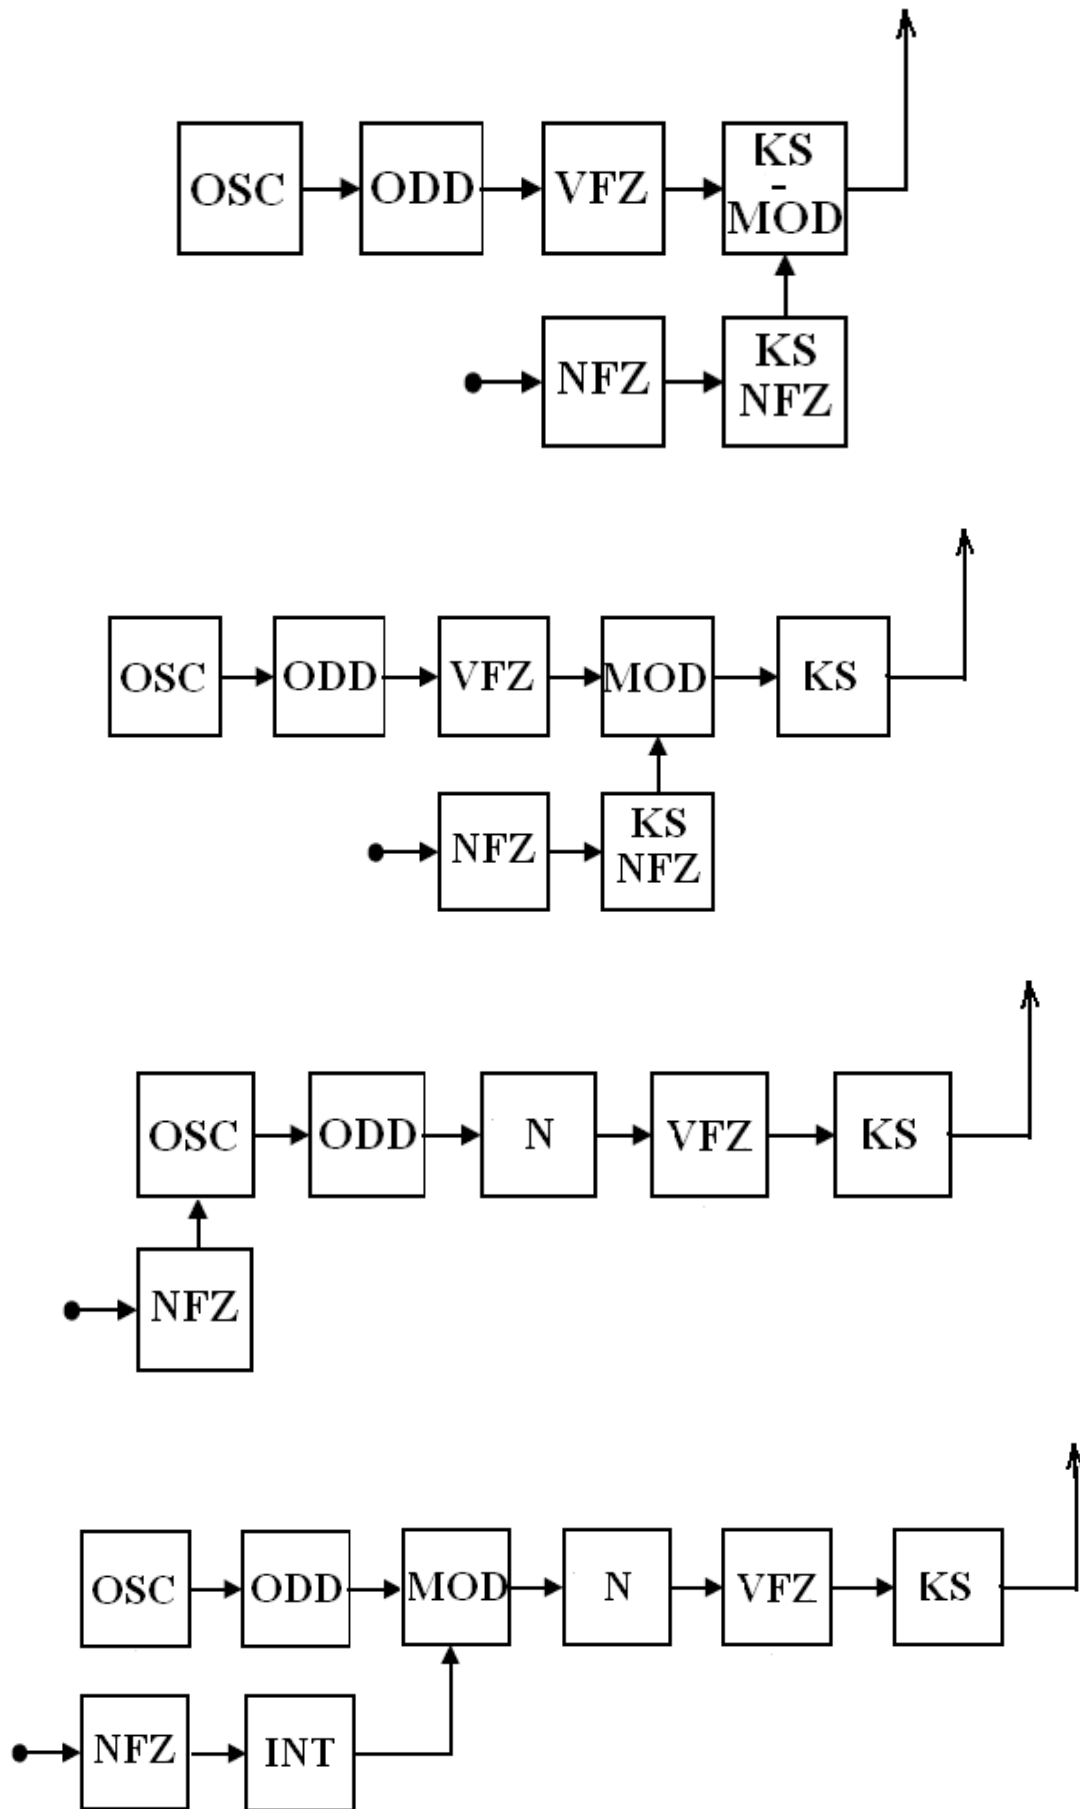 OSC ODD VFZ KS
-
MOD
NFZ KS
NFZ
OSC ODD VFZ MOD KS
NFZ KS
NFZ
OSC ODD N VFZ KS
NFZ
OSC ODD MOD N VFZ KS
NFZ INT